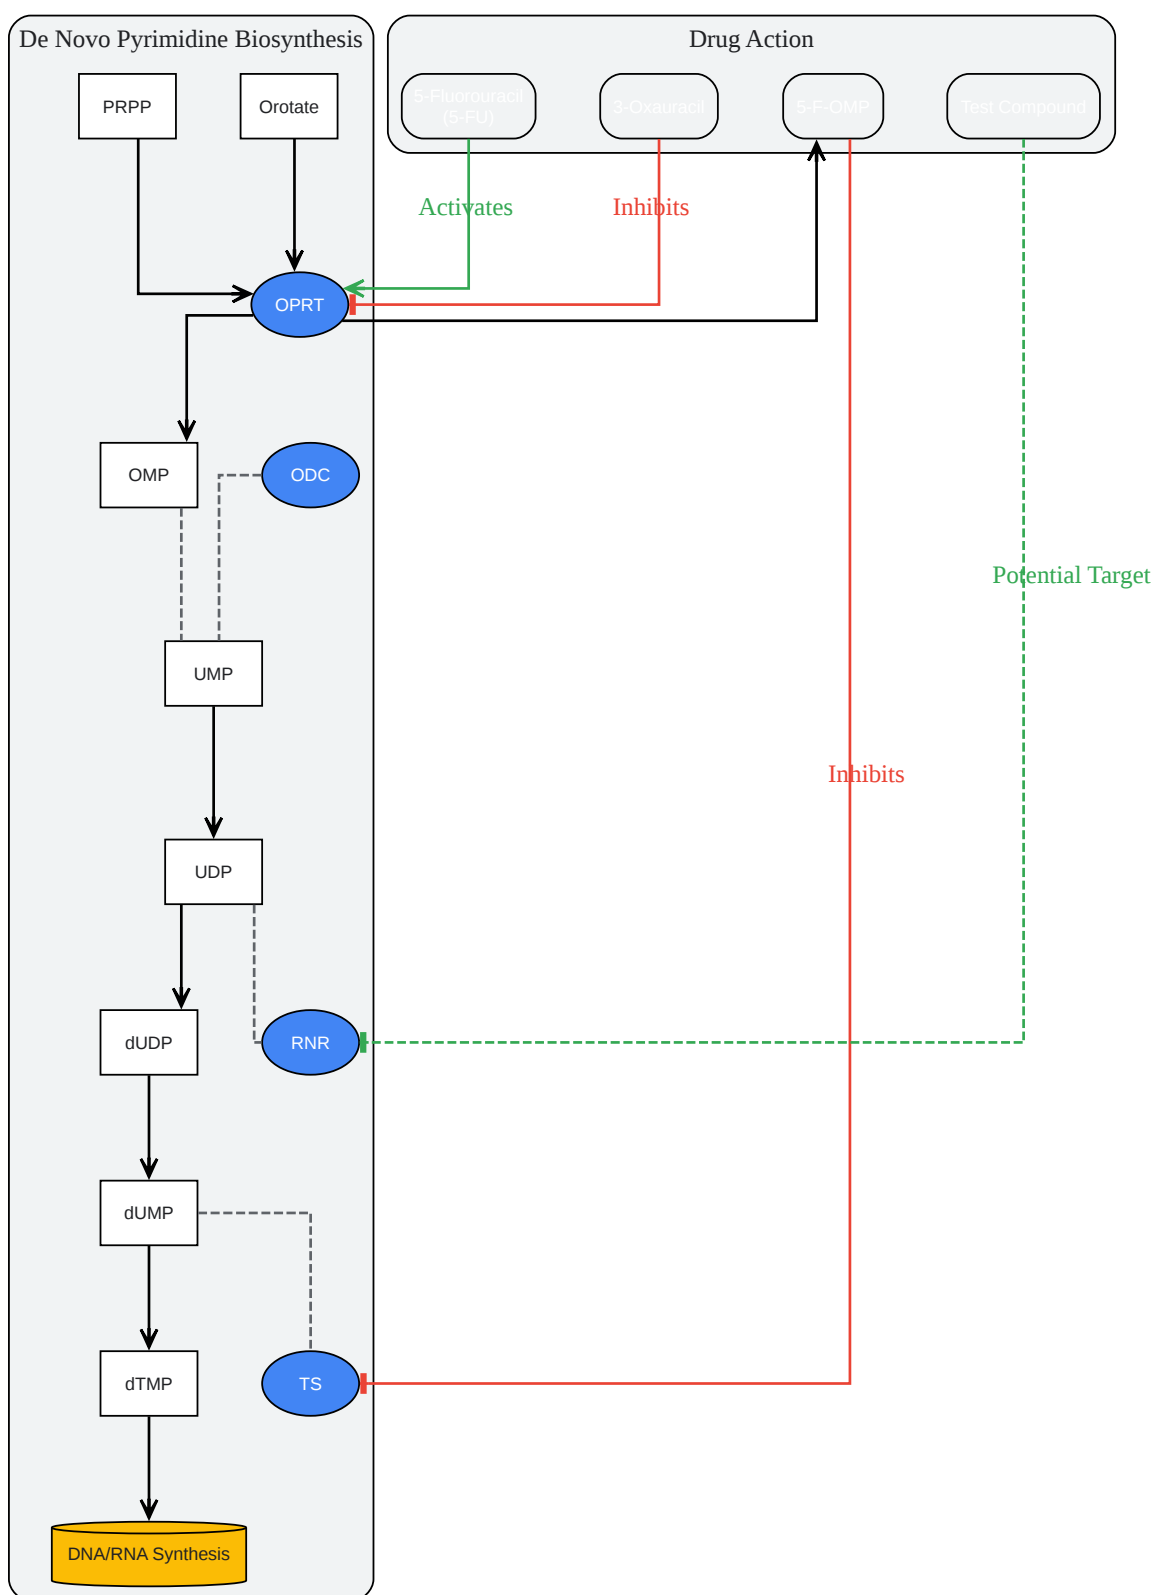 De Novo Pyrimidine Biosynthesis
Drug Action
PRPP
Orotate
5-Fluorouracil
(5-FU)
3-Oxauracil
5-F-OMP
Test Compound
Activates
Inhibits
OPRT
OMP
ODC
Potential Target
UMP
Inhibits
UDP
dUDP
RNR
dUMP
dTMP
TS
DNA/RNA Synthesis